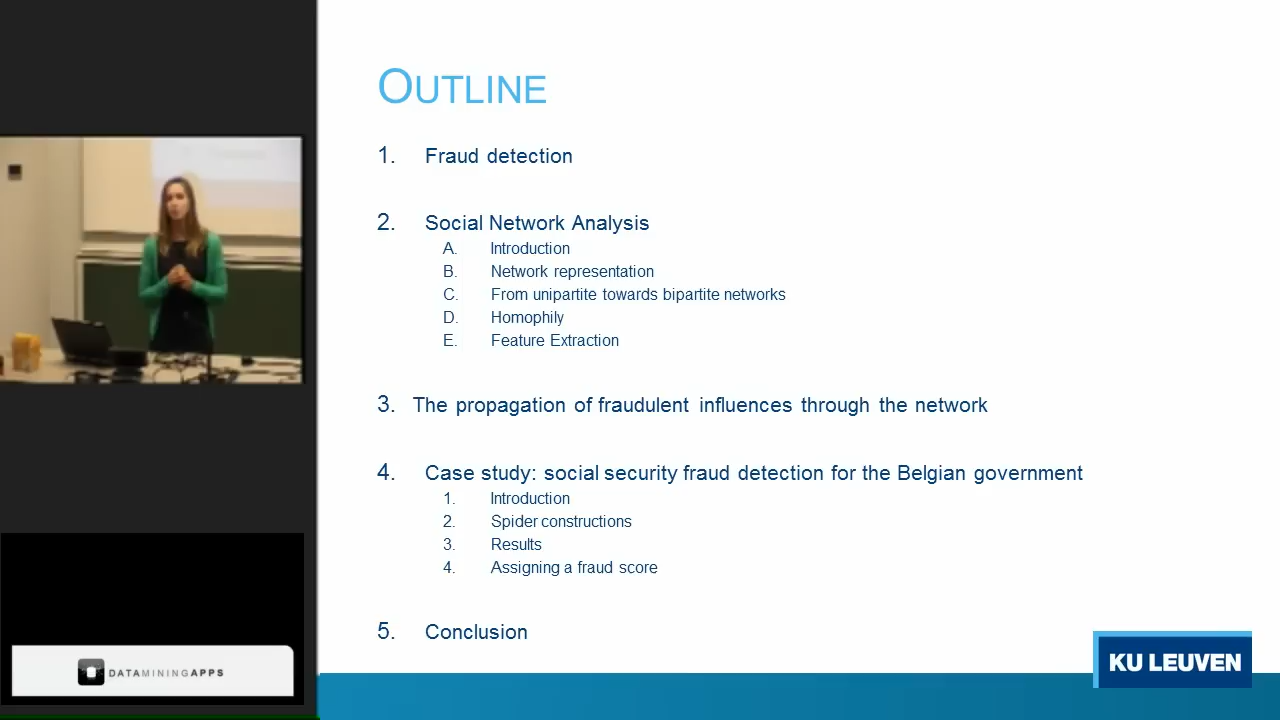 OUTLINE
1. Fraud detection
2. Social Network Analysis
A. Introduction
B. Network representation
C. From unipartite towards bipartite networks
D. Homophily
E. Feature Extraction
3. The propagation of fraudulent influences through the network
4. Case study: social security fraud detection for the Belgian government
1. Introduction
2. Spider constructions
3. Results
4. Assigning a fraud score
5. Conclusion
KU LEUVEN
DATAMININGAPPS